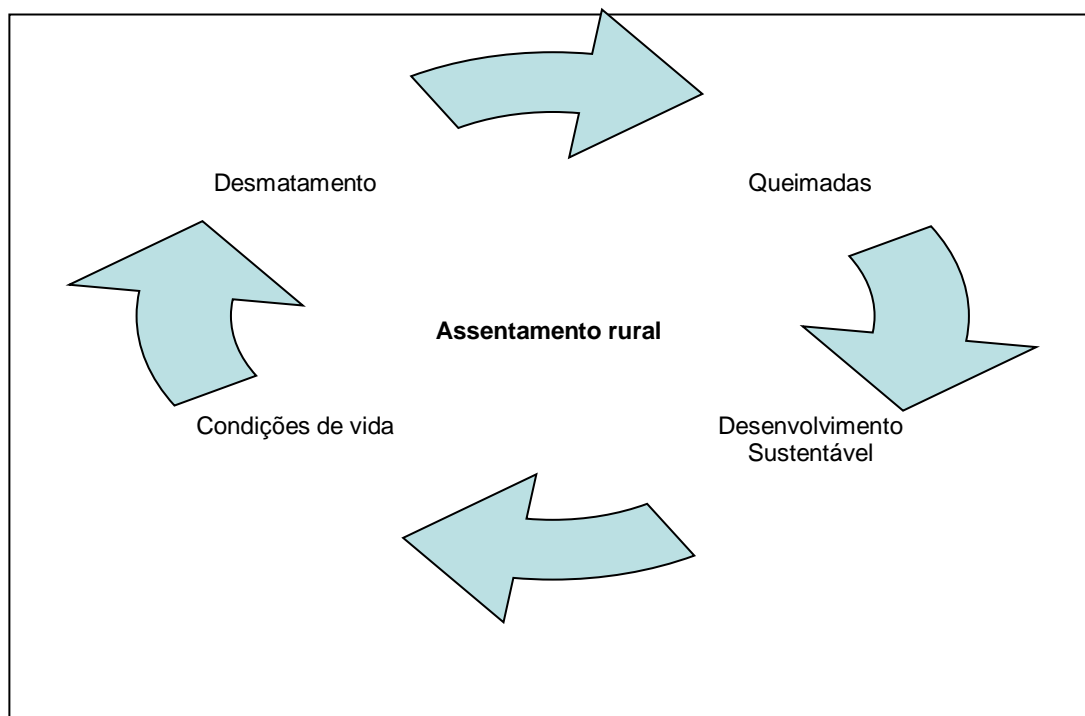 Desmatamento
Queimadas
Assentamento rural
Condições de vida
Desenvolvimento
Sustentável